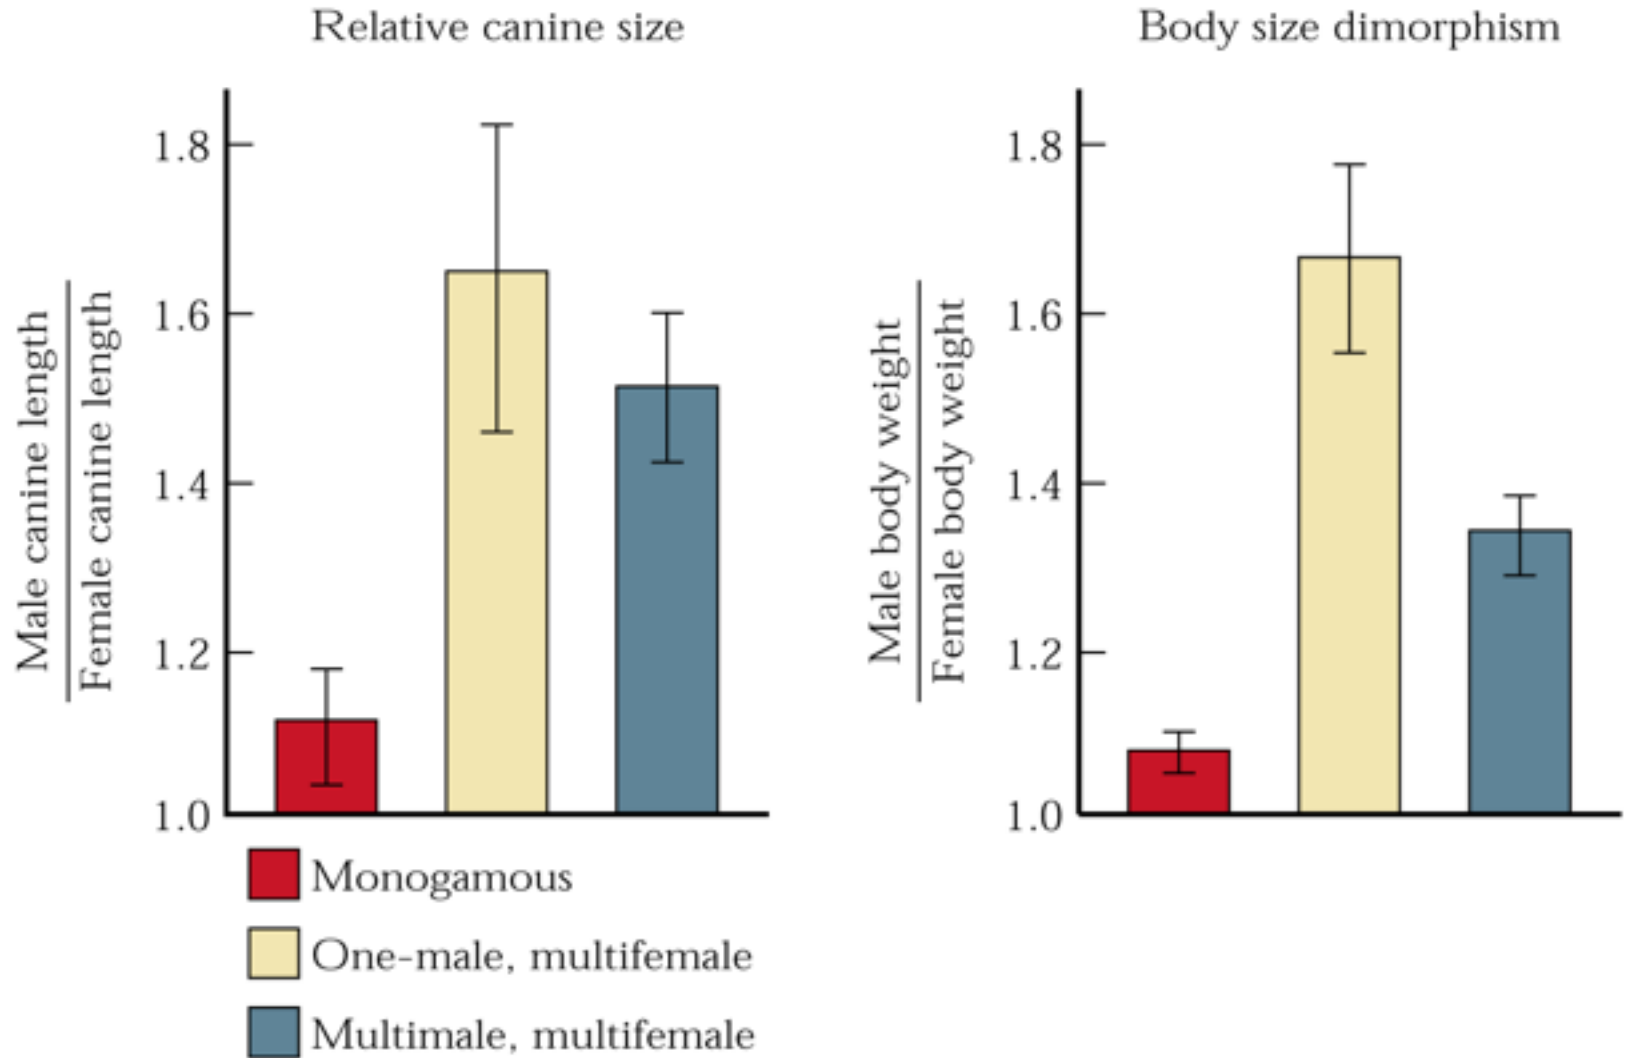 Relative canine size
Male canine length
Female canine length
1.8
1.6
1.4
1.2
1.0
Body size dimorphism
Male body weight
Female body weight
1.8
1.6
1.4
1.2
1.0
Monogamous
One-male, multifemale
Multimale, multifemale